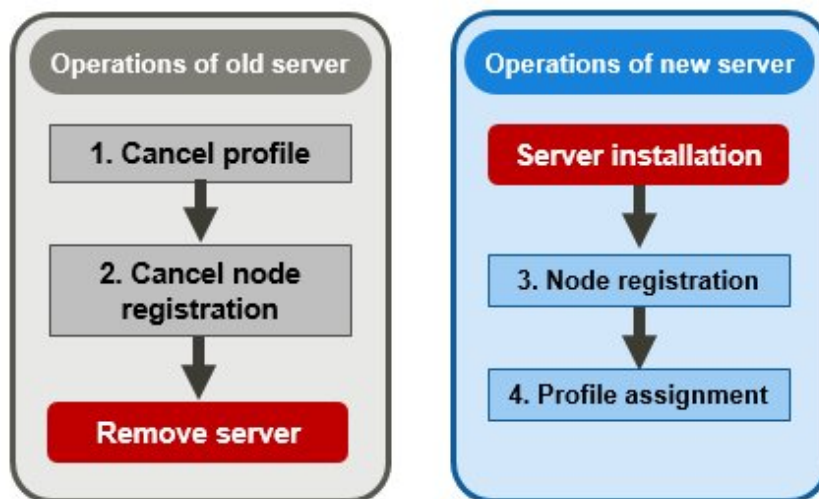 Operations of old server
1. Cancel profile
2. Cancel node
registration
Remove server
Operations of new server
Server installation
3. Node registration
4. Profile assignment